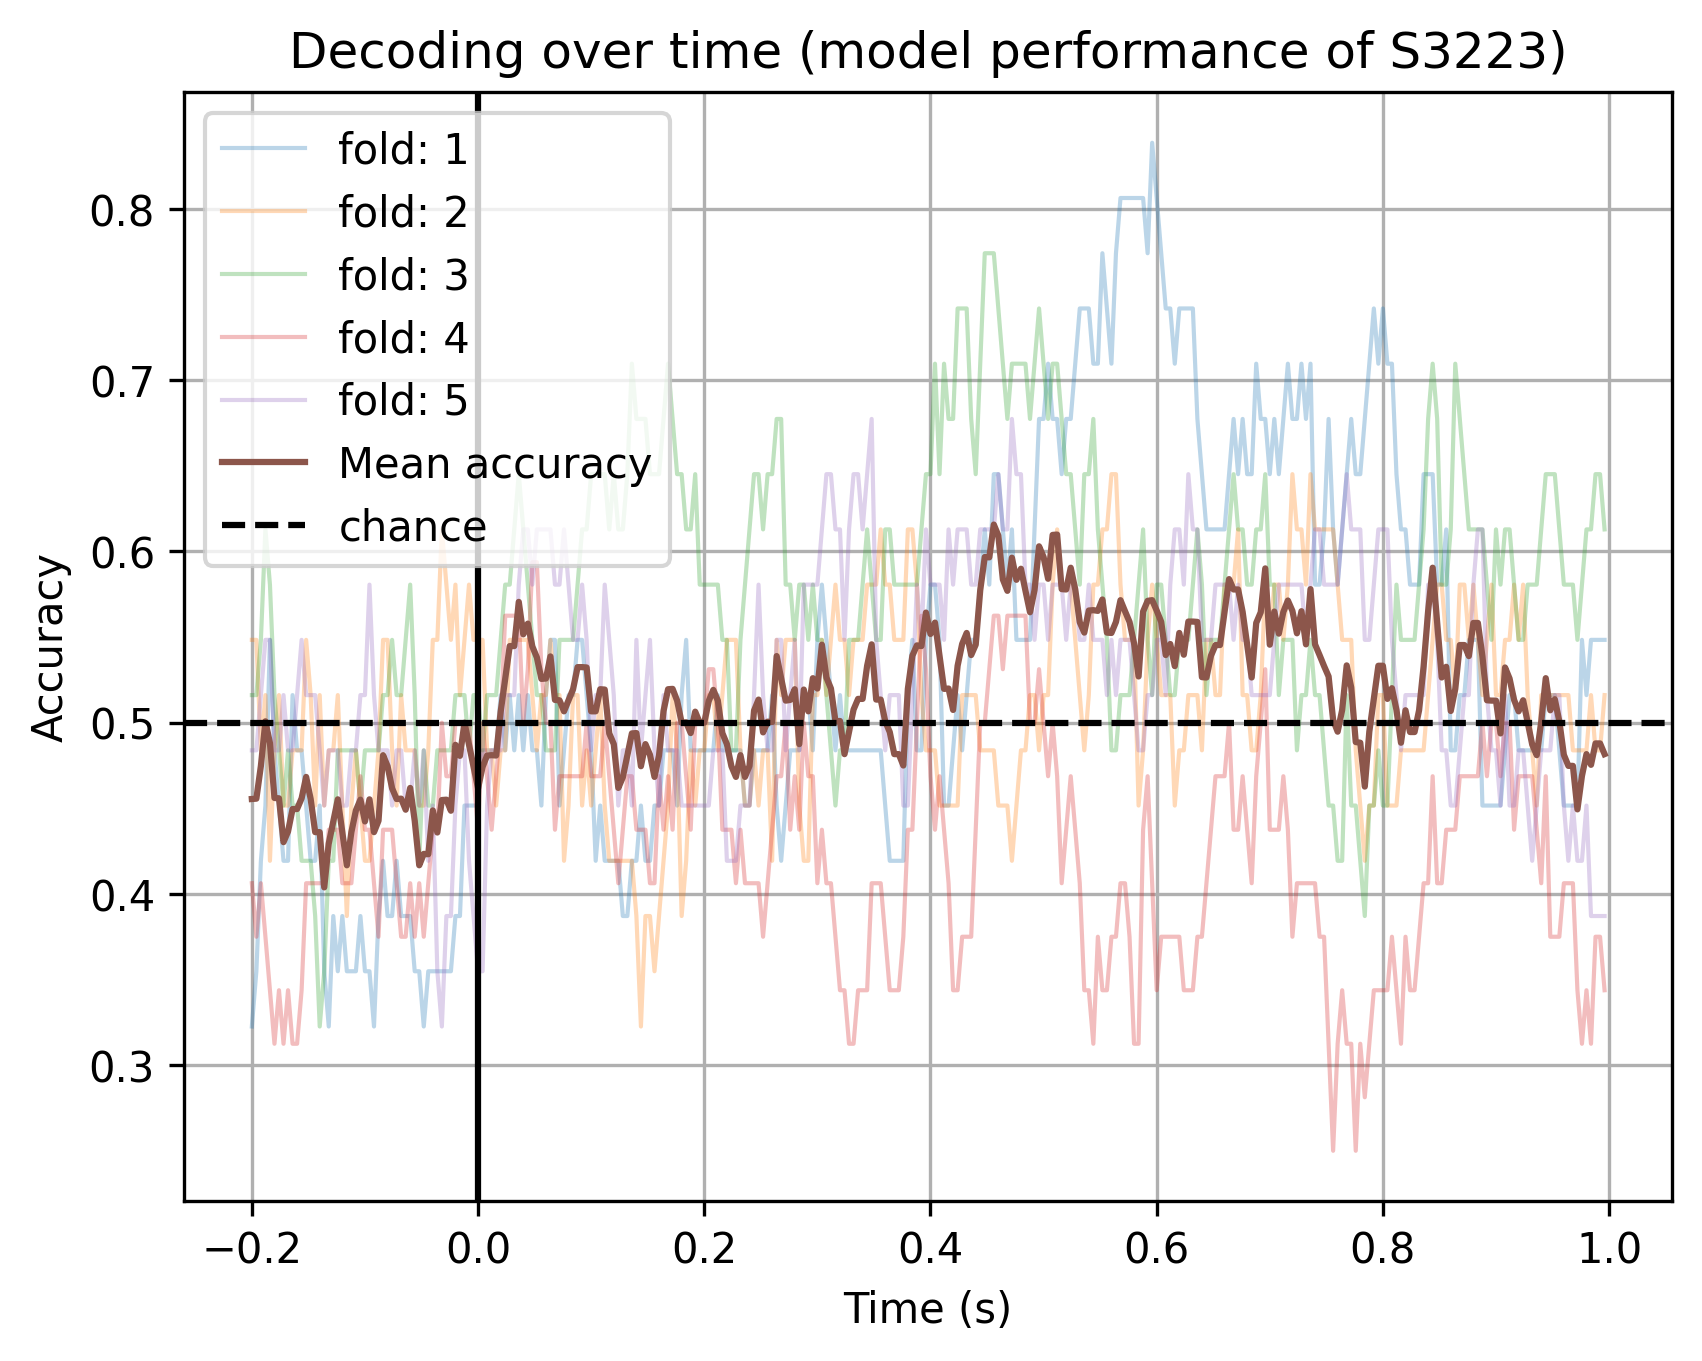 Decoding over time (model performance of S3223)
fold: 1
fold: 2
fold: 3
fold: 4
fold: 5
Mean accuracy
chance
Accuracy
0.8
0.7
0.6
0.5
0.4
0.3
−0.2 0.0 0.2 0.4 0.6 0.8 1.0
Time (s)